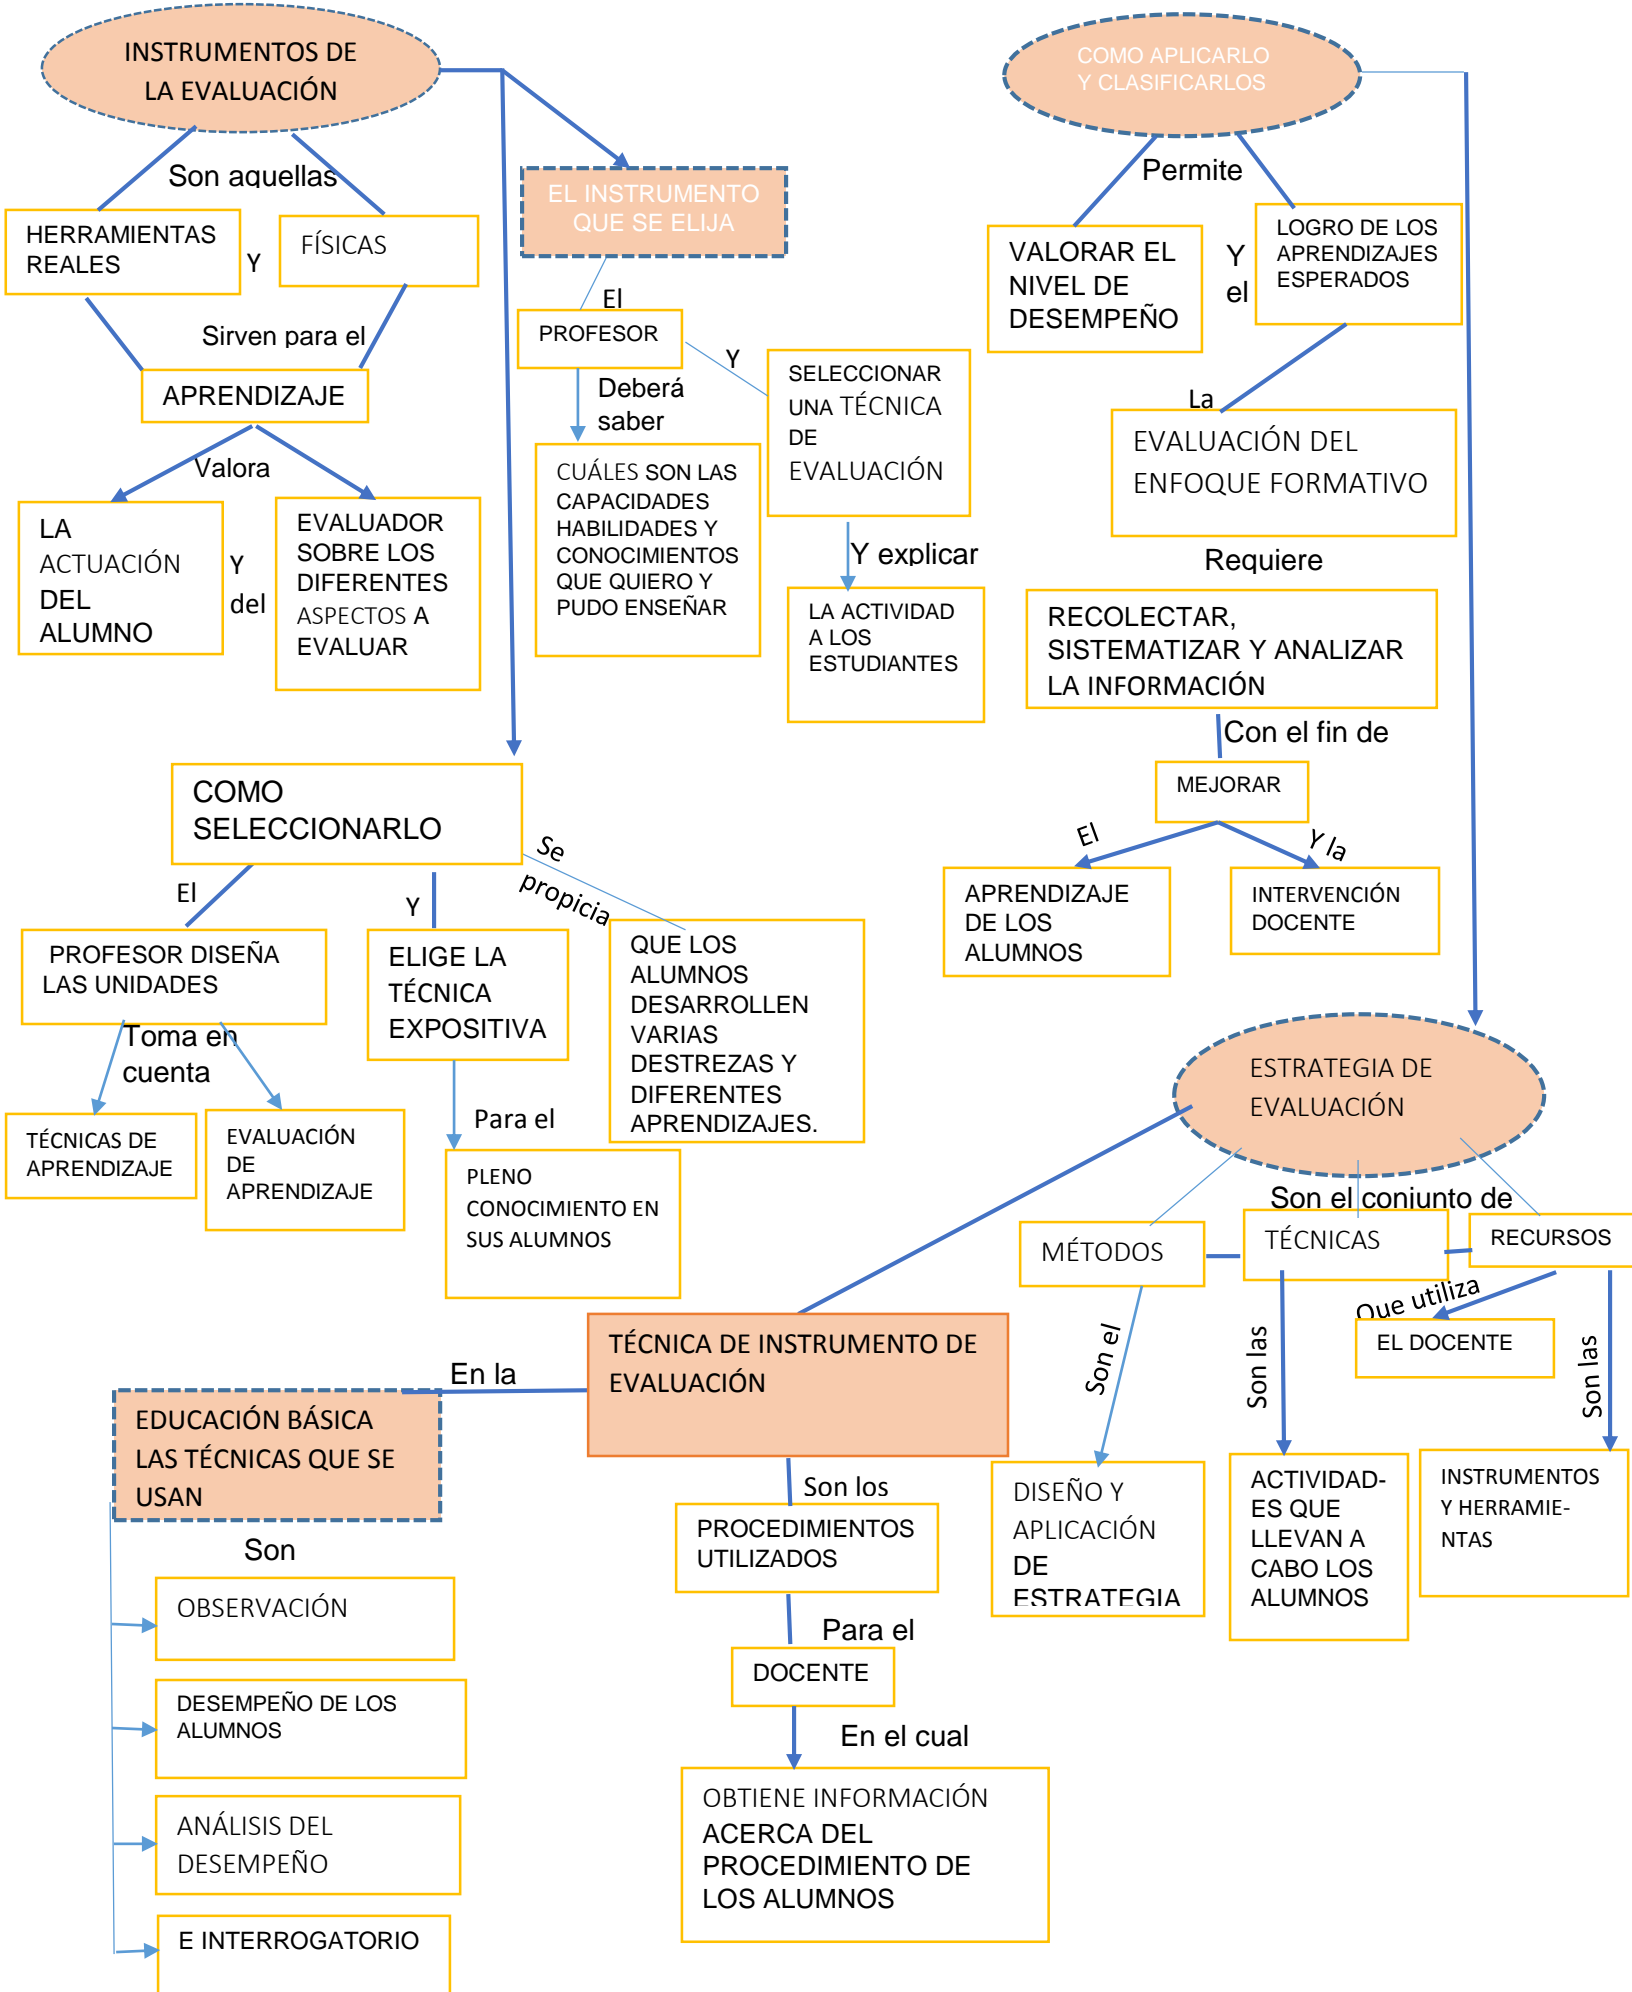 INSTRUMENTOS DE
LA EVALUACIÓN
Son aquellas
HERRAMIENTAS
REALES
Y
FÍSICAS
Sirven para el
APRENDIZAJE
Valora
LA
ACTUACIÓN
DEL
ALUMNO
Y
del
EVALUADOR
SOBRE LOS
DIFERENTES
ASPECTOS A
EVALUAR
EL INSTRUMENTO
QUE SE ELIJA
El
PROFESOR
Y
Deberá
saber
CUÁLES SON LAS
CAPACIDADES
HABILIDADES Y
CONOCIMIENTOS
QUE QUIERO Y
PUDO ENSEÑAR
SELECCIONAR
UNA TÉCNICA
DE
EVALUACIÓN
Y explicar
LA ACTIVIDAD
A LOS
ESTUDIANTES
COMO APLICARLO
Y CLASIFICARLOS
Permite
VALORAR EL
NIVEL DE
DESEMPEÑO
Y
el
LOGRO DE LOS
APRENDIZAJES
ESPERADOS
La
EVALUACIÓN DEL
ENFOQUE FORMATIVO
Requiere
RECOLECTAR,
SISTEMATIZAR Y ANALIZAR
LA INFORMACIÓN
Con el fin de
MEJORAR
El
Y la
APRENDIZAJE
DE LOS
ALUMNOS
INTERVENCIÓN
DOCENTE
COMO
SELECCIONARLO
El
Y
Se
propicia
PROFESOR DISEÑA
LAS UNIDADES
Toma en
cuenta
TÉCNICAS DE
APRENDIZAJE
EVALUACIÓN
DE
APRENDIZAJE
ELIGE LA
TÉCNICA
EXPOSITIVA
Para el
PLENO
CONOCIMIENTO EN
SUS ALUMNOS
QUE LOS
ALUMNOS
DESARROLLEN
VARIAS
DESTREZAS Y
DIFERENTES
APRENDIZAJES.
ESTRATEGIA DE
EVALUACIÓN
Son el conjunto de
MÉTODOS
TÉCNICAS
RECURSOS
Que utiliza
EL DOCENTE
Son el
Son las
Son las
DISEÑO Y
APLICACIÓN
DE
ESTRATEGIA
ACTIVIDAD-
ES QUE
LLEVAN A
CABO LOS
ALUMNOS
INSTRUMENTOS
Y HERRAMIE-
NTAS
TÉCNICA DE INSTRUMENTO DE
EVALUACIÓN
En la
EDUCACIÓN BÁSICA
LAS TÉCNICAS QUE SE
USAN
Son
OBSERVACIÓN
DESEMPEÑO DE LOS
ALUMNOS
ANÁLISIS DEL
DESEMPEÑO
E INTERROGATORIO
Son los
PROCEDIMIENTOS
UTILIZADOS
Para el
DOCENTE
En el cual
OBTIENE INFORMACIÓN
ACERCA DEL
PROCEDIMIENTO DE
LOS ALUMNOS